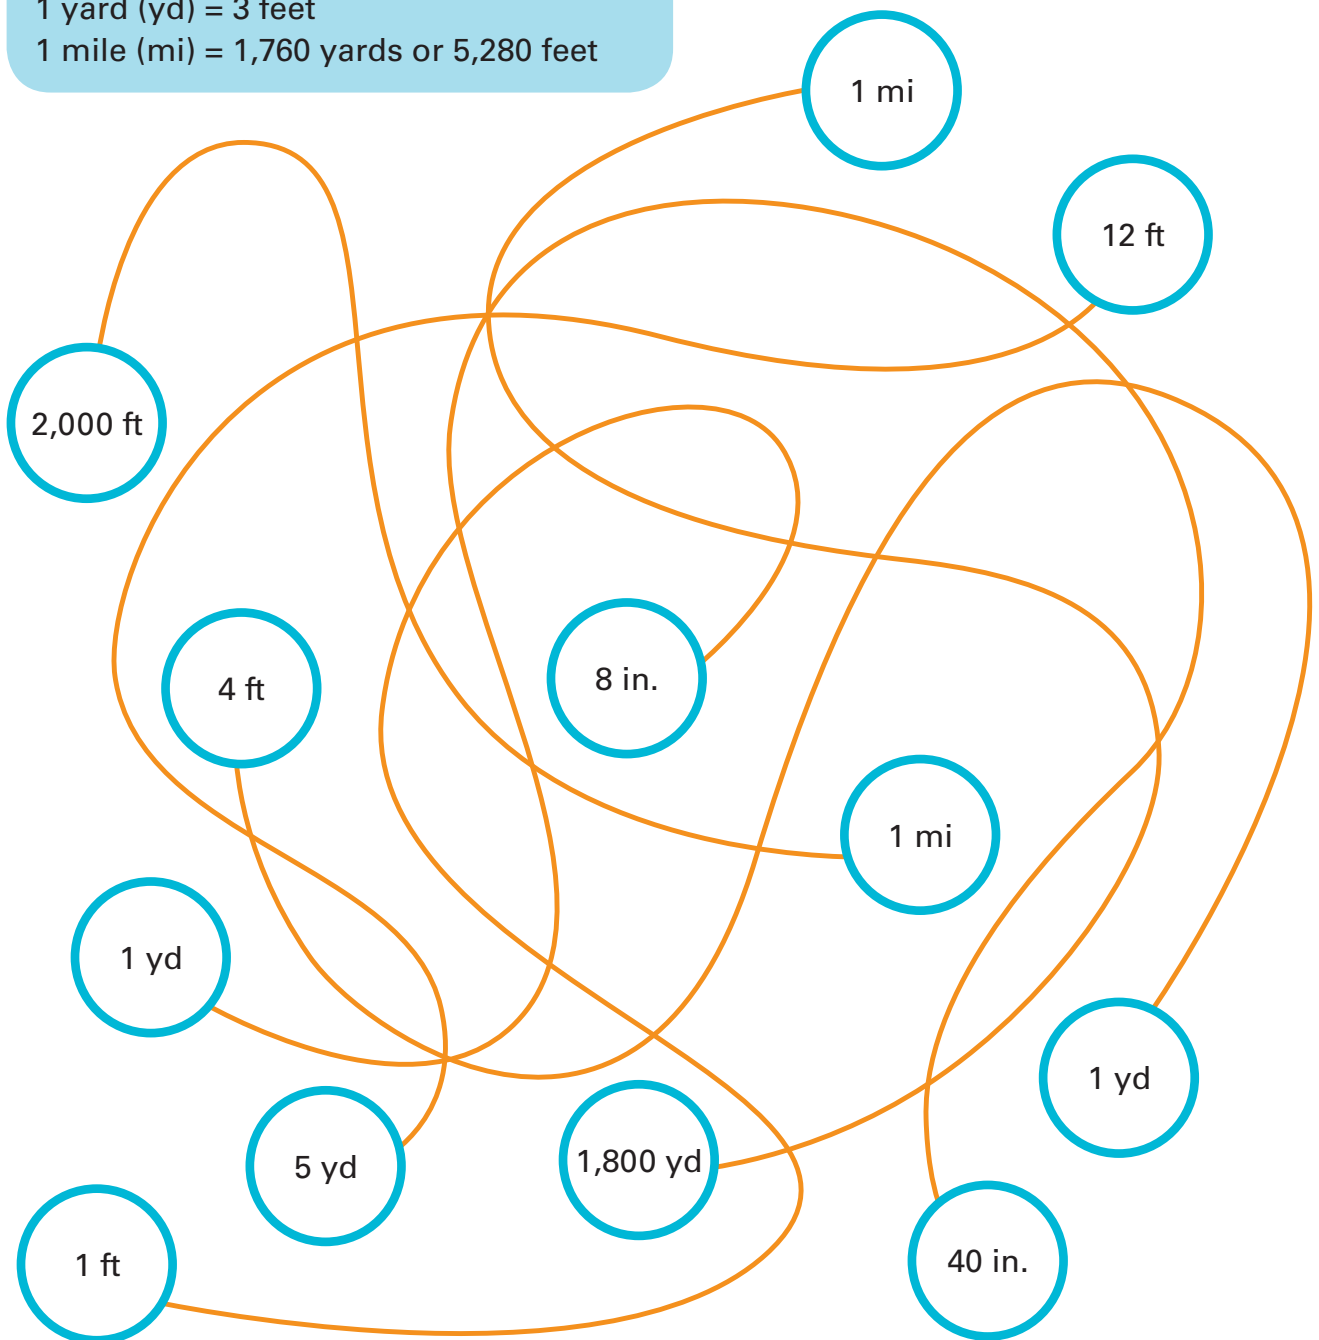 1 yard (yd) = 3 feet
1 mile (mi) = 1,760 yards or 5,280 feet
1 mi
12 ft
2,000 ft
4 ft
8 in.
1 mi
1 yd
1 yd
5 yd
1,800 yd
1 ft
40 in.